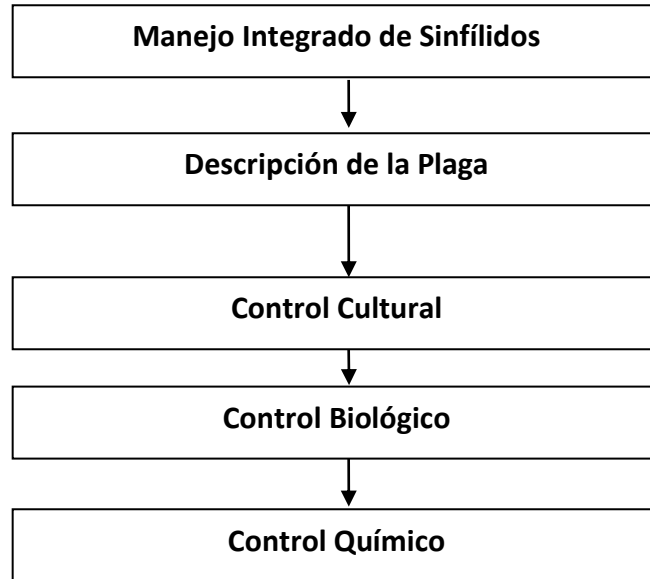 Manejo Integrado de Sinfílidos
Descripción de la Plaga
Control Cultural
Control Biológico
Control Químico